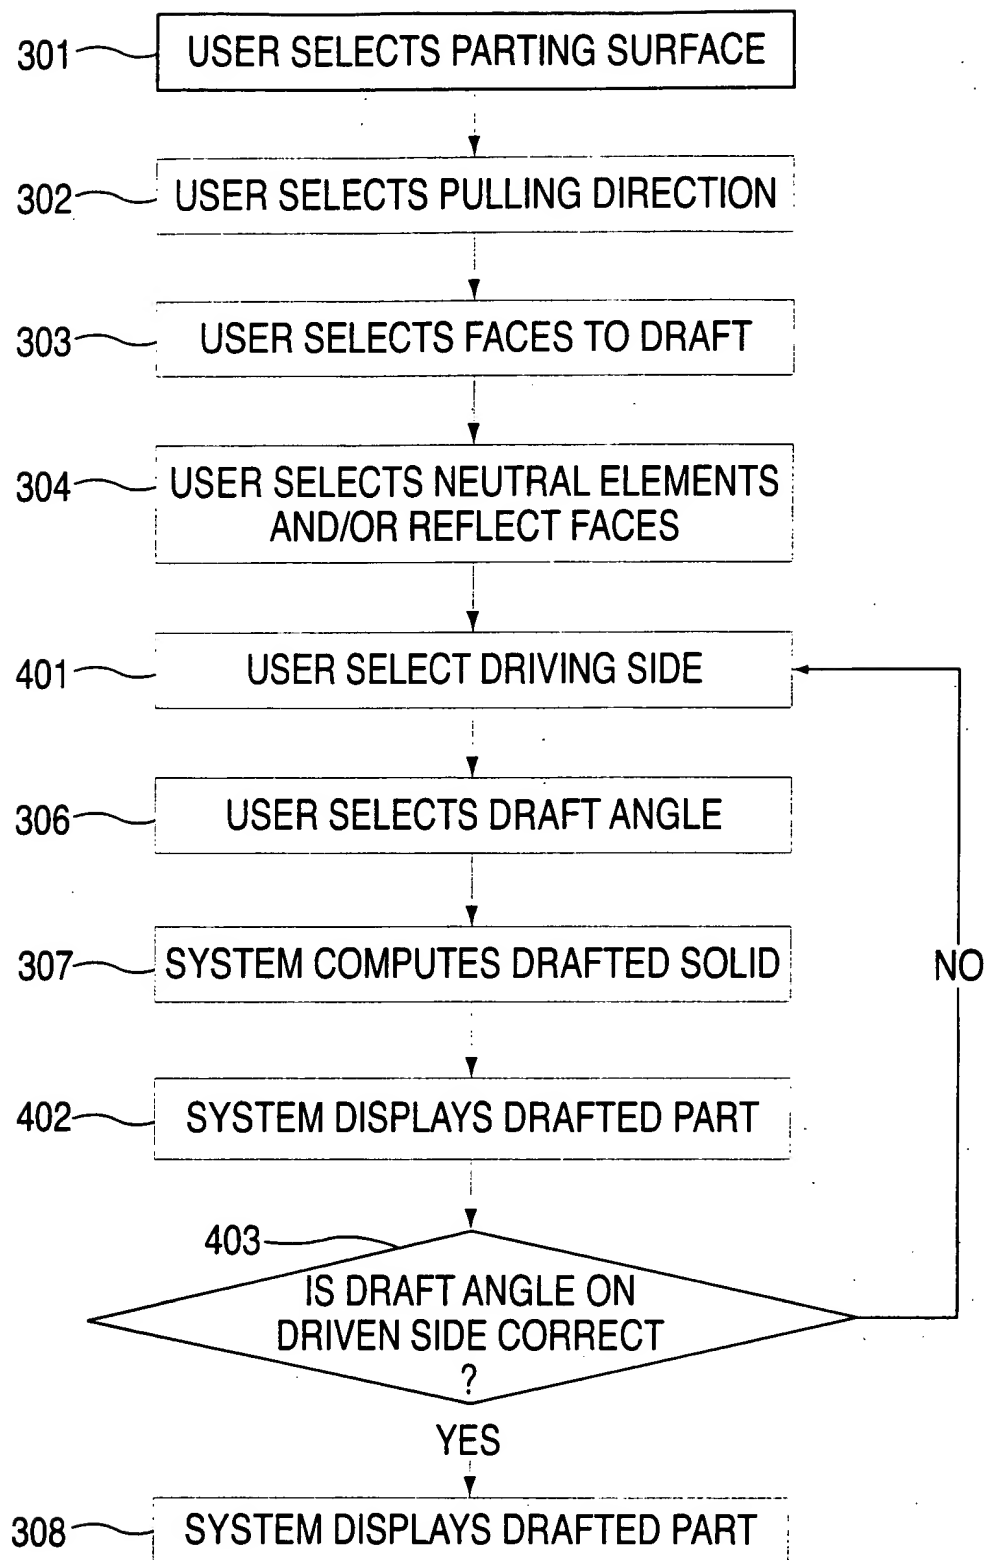 301
USER SELECTS PARTING SURFACE
302
USER SELECTS PULLING DIRECTION
303
USER SELECTS FACES TO DRAFT
304
USER SELECTS NEUTRAL ELEMENTS
AND/OR REFLECT FACES
401
USER SELECT DRIVING SIDE
306
USER SELECTS DRAFT ANGLE
307
SYSTEM COMPUTES DRAFTED SOLID
NO
402
SYSTEM DISPLAYS DRAFTED PART
403
IS DRAFT ANGLE ON
DRIVEN SIDE CORRECT
?
YES
308
SYSTEM DISPLAYS DRAFTED PART